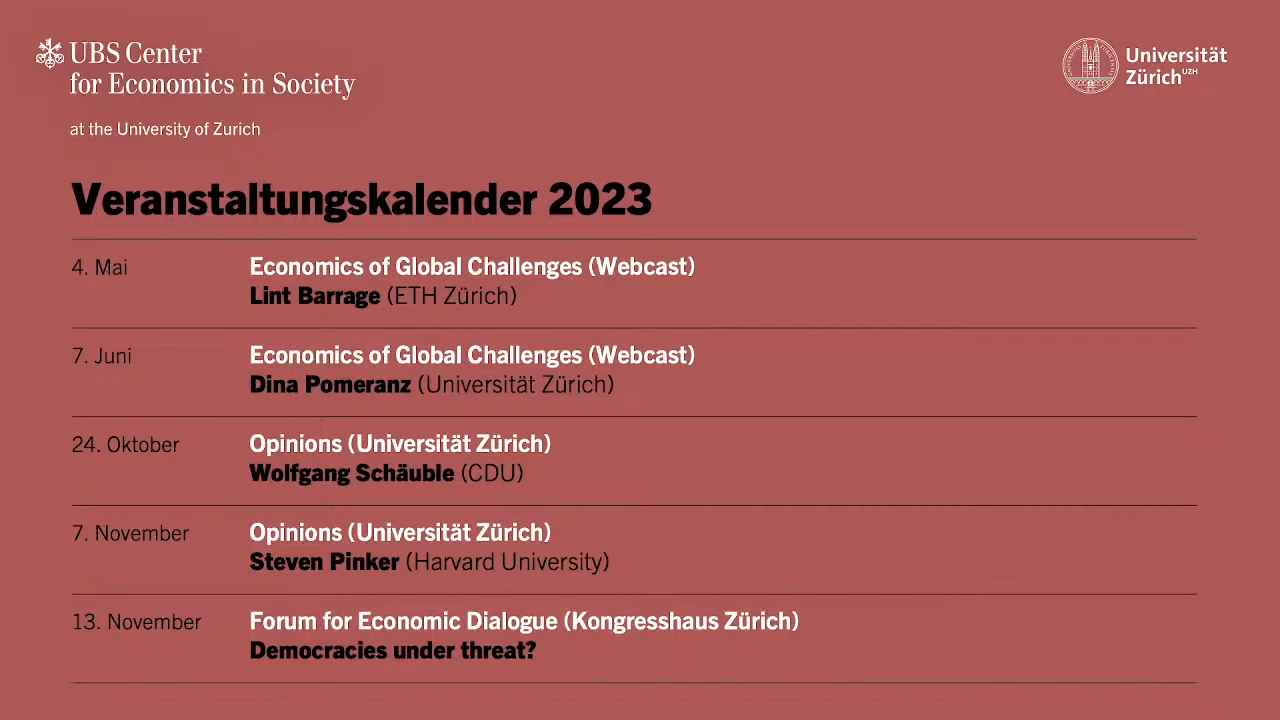 UBS Center
for Economics in Society
at the University of Zurich
Universität
Zürich UZH
Veranstaltungskalender 2023
4. Mai
Economics of Global Challenges (Webcast)
Lint Barrage (ETH Zürich)
7. Juni
Economics of Global Challenges (Webcast)
Dina Pomeranz (Universität Zürich)
24. Oktober
Opinions (Universität Zürich)
Wolfgang Schäuble (CDU)
7. November
Opinions (Universität Zürich)
Steven Pinker (Harvard University)
13. November
Forum for Economic Dialogue (Kongresshaus Zürich)
Democracies under threat?